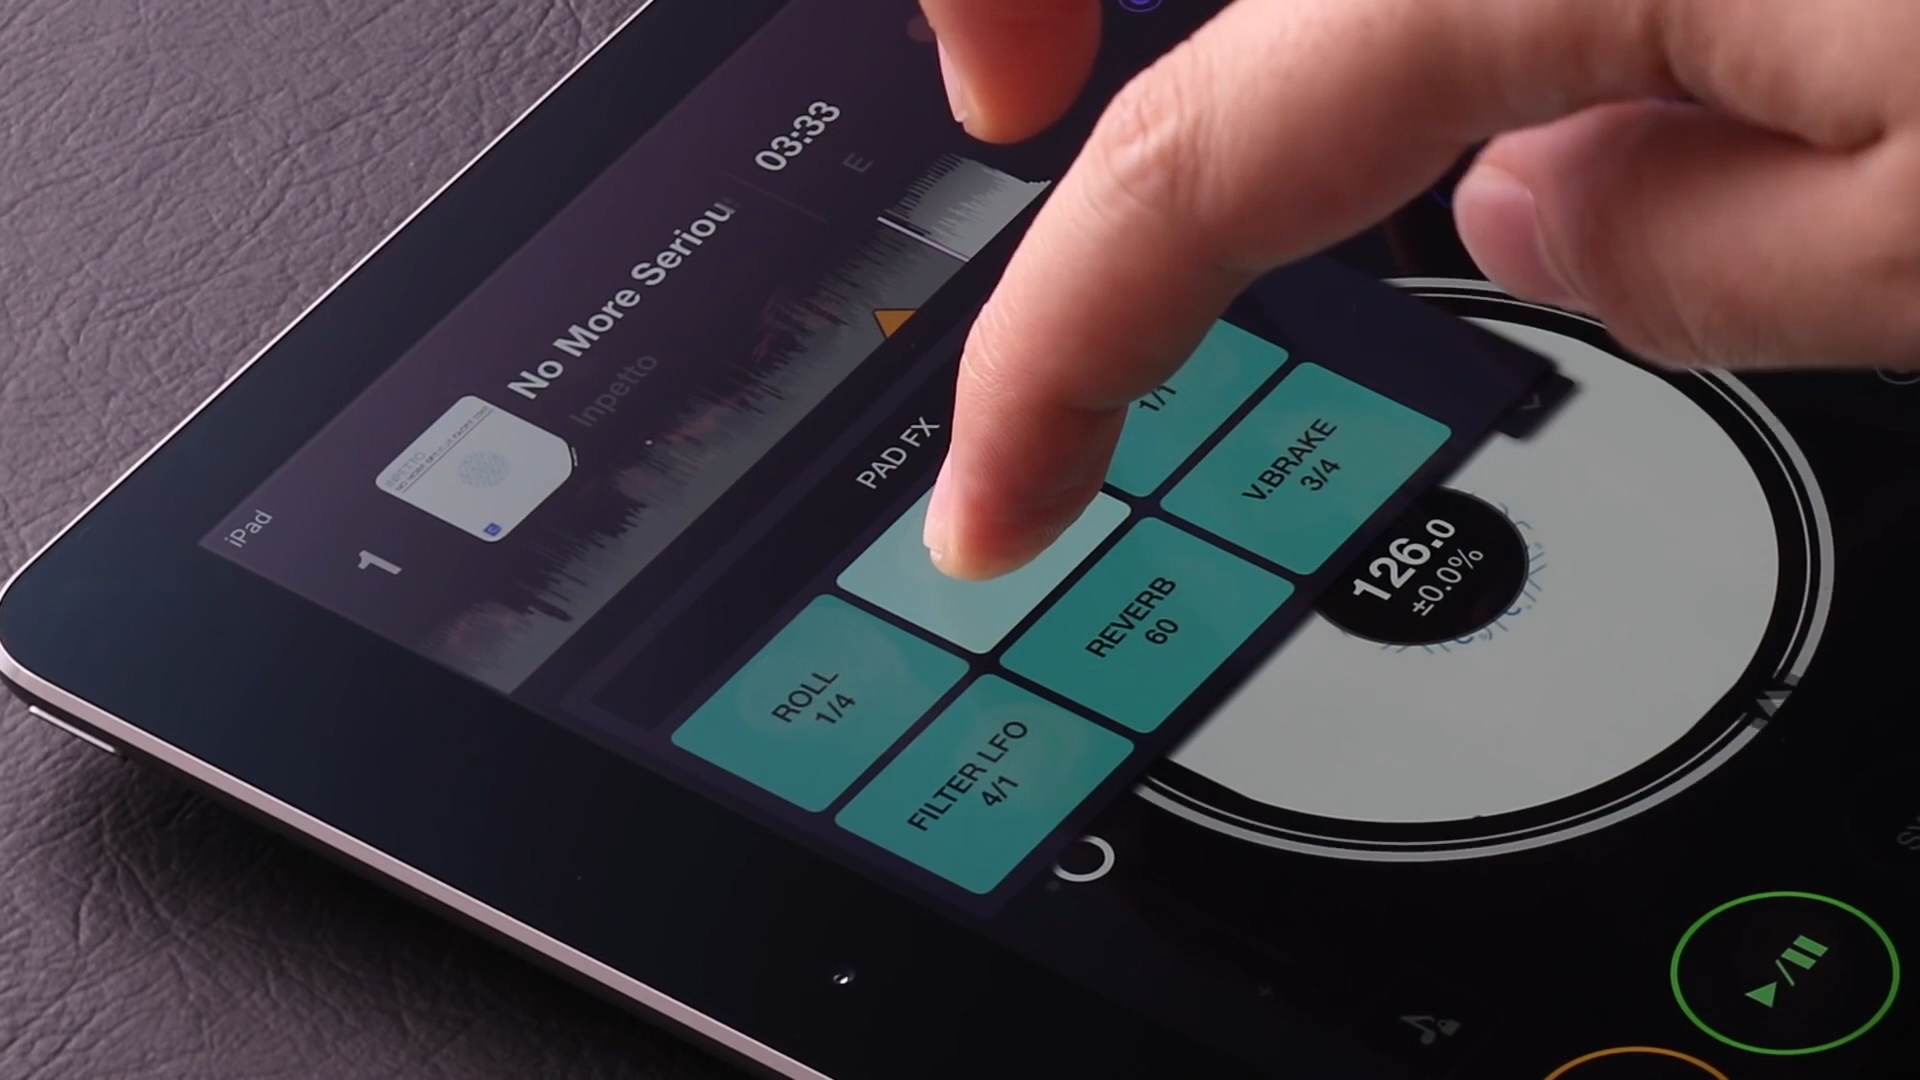 iPad
1
No More Seriou
Inpetto
03:33
E
PAD FX
1/1
ROLL
1/4
REVERB
60
V.BRAKE
3/4
FILTER LFO
4/1
126.0
±0.0%